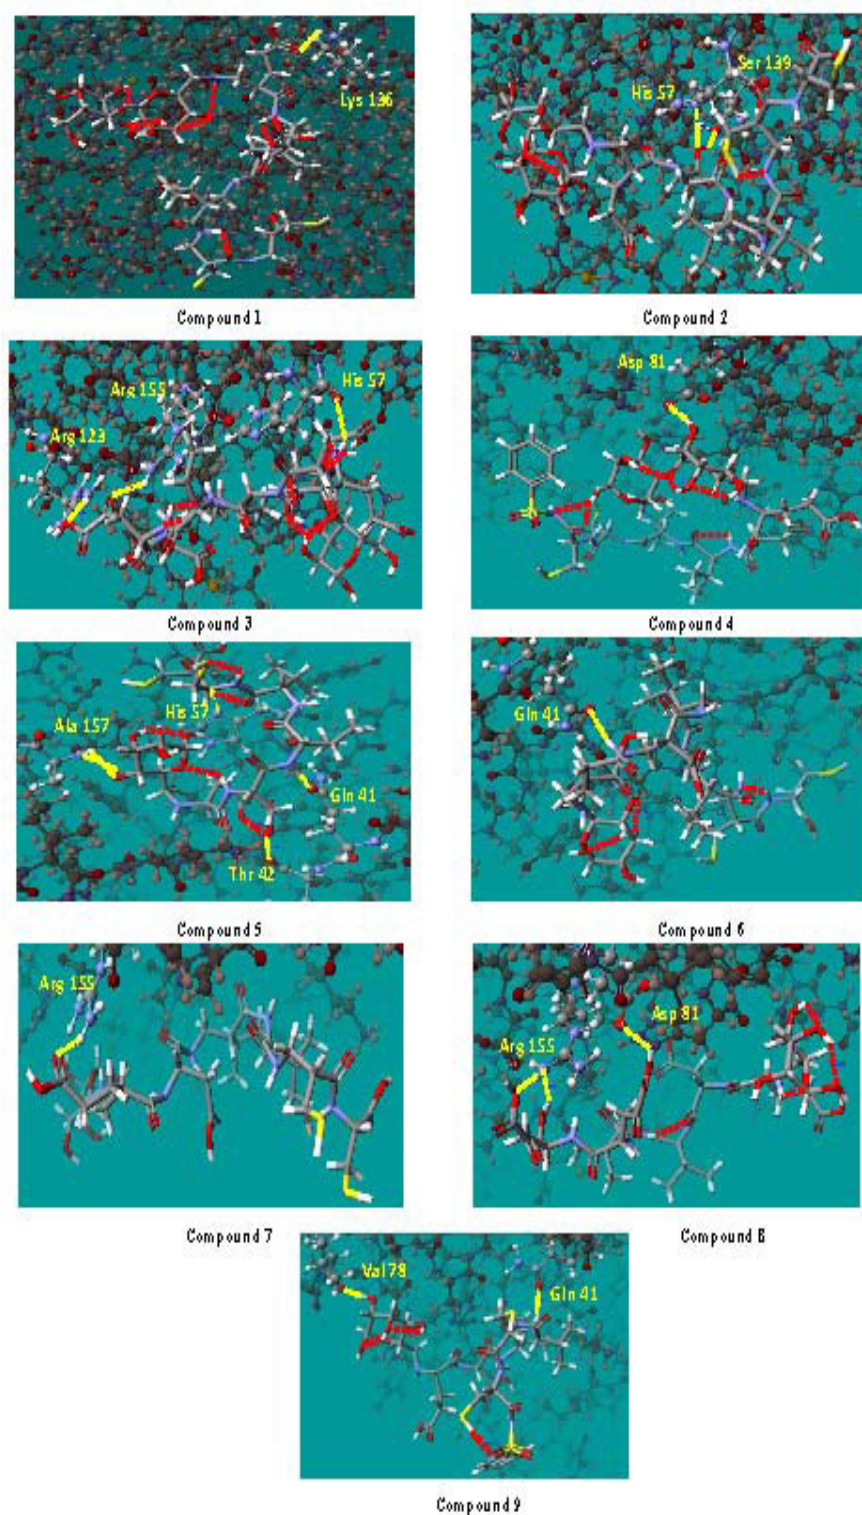 Lys 136
Compound 1
Ser 139
His 57
Compound 2
Arg 155
His 57
Arg 123
Compound 3
Asp 81
Compound 4
His 57
Ala 157
Gln 41
Thr 42
Compound 5
Gln 41
Compound 6
Arg 155
Compound 7
Asp 81
Arg 155
Compound 8
Val 78
Gln 41
Compound 9